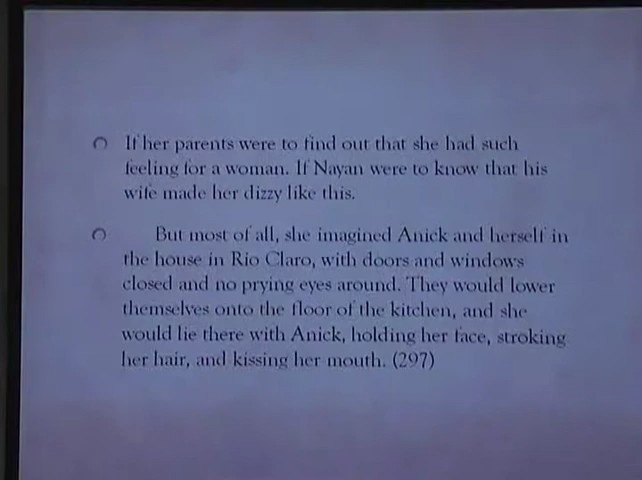 If her parents were to find out that she had such
feeling for a woman. If Nayan were to know that his
wife made her dizzy like this.
But most of all, she imagined Anick and herself in
the house in Rio Claro, with doors and windows
closed and no prying eyes around. They would lower
themselves onto the floor of the kitchen, and she
would lie there with Anick, holding her face, stroking
her hair, and kissing her mouth. (297)